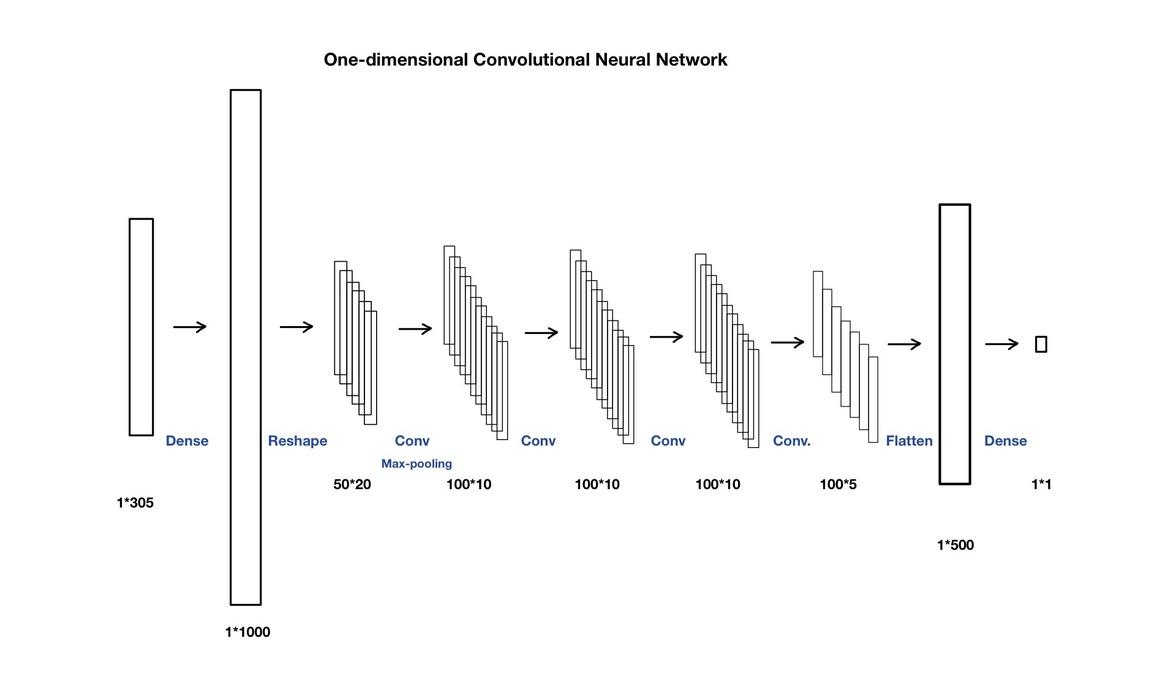 One-dimensional Convolutional Neural Network
Dense
Reshape
Conv
Max-pooling
Conv
Conv
Conv.
Flatten
Dense
1*305
1*1000
50*20
100*10
100*10
100*10
100*5
1*500
1*1